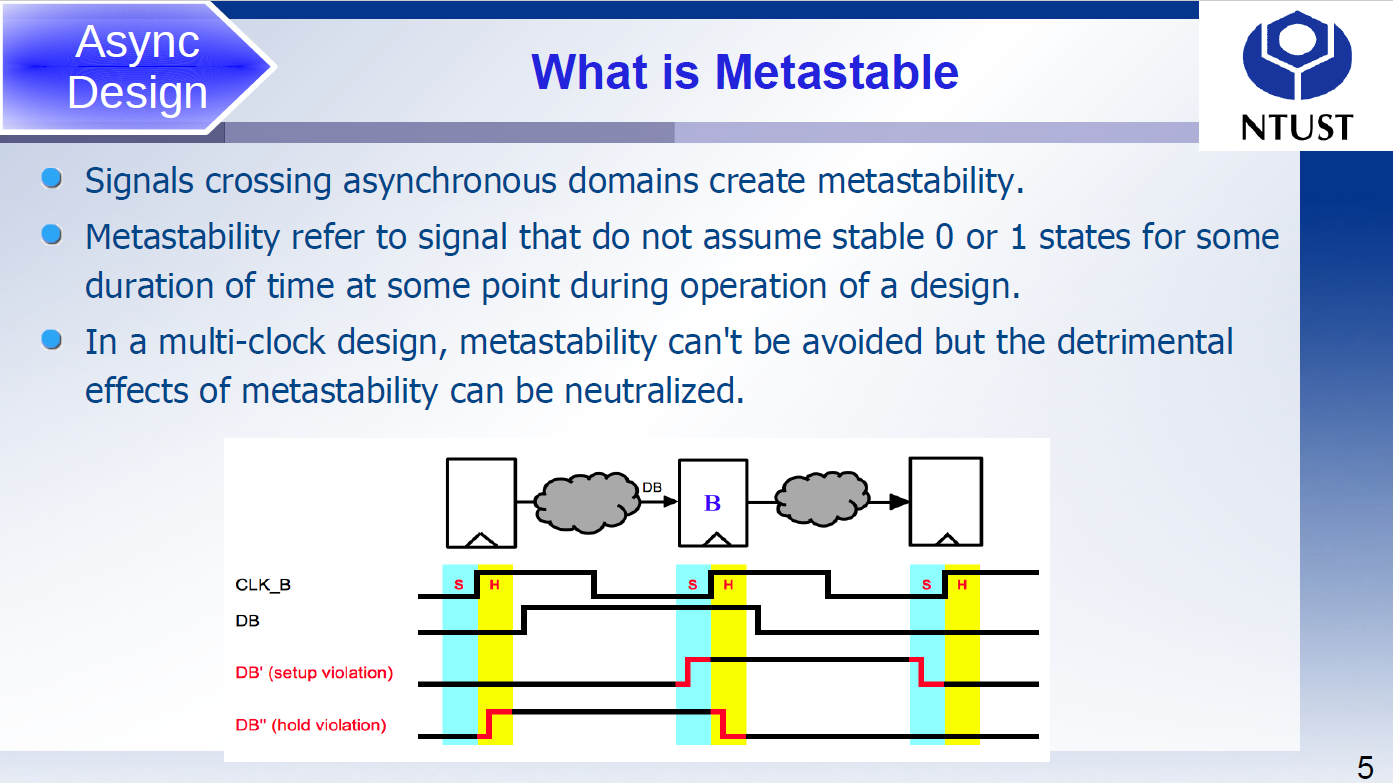 Async
Design
What is Metastable
NTUST
Signals crossing asynchronous domains create metastability.
Metastability refer to signal that do not assume stable 0 or 1 states for some
duration of time at some point during operation of a design.
In a multi-clock design, metastability can't be avoided but the detrimental
effects of metastability can be neutralized.
DB
B
CLK_B
S H S H S H
DB
DB' (setup violation)
DB'' (hold violation)
5